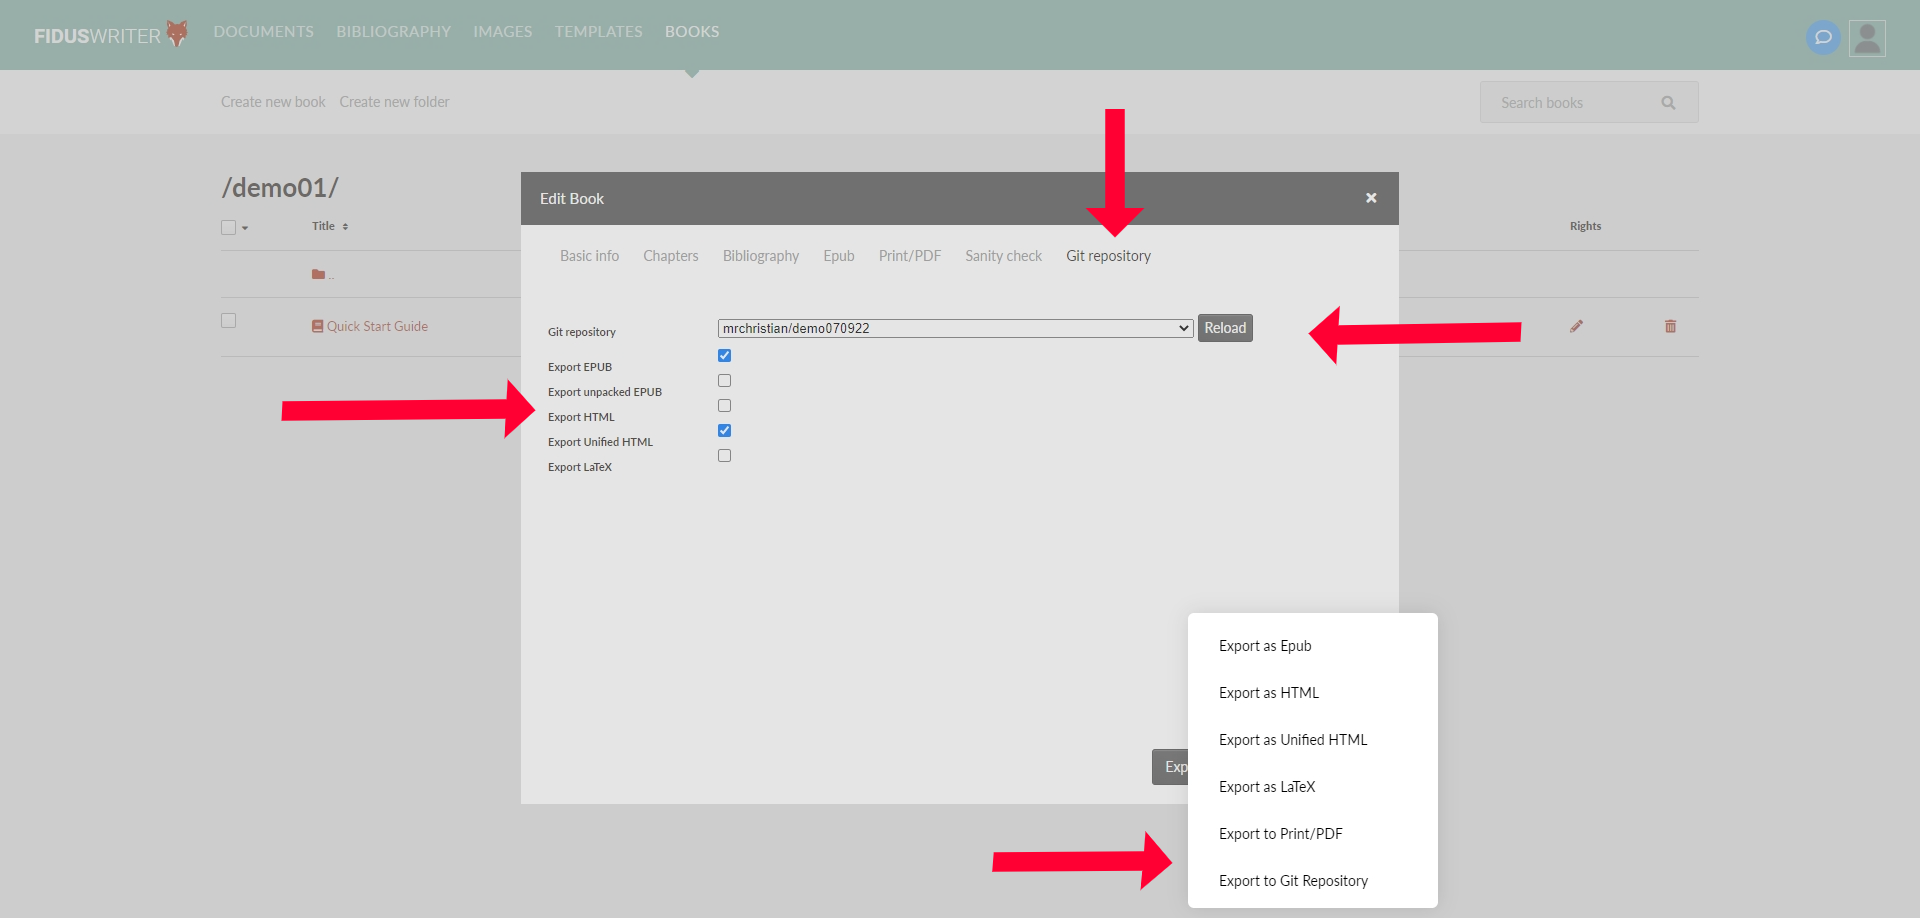 FIDUSWRITER DOCUMENTS BIBLIOGRAPHY IMAGES TEMPLATES BOOKS
Create new book Create new folder Search books
/demo01/
Title Rights
..
Quick Start Guide
Edit Book
Basic info Chapters Bibliography Epub Print/PDF Sanity check Git repository
Git repository mrchristian/demo070922 Reload
Export EPUB
Export unpacked EPUB
Export HTML
Export Unified HTML
Export LaTeX
Exp
Export as Epub
Export as HTML
Export as Unified HTML
Export as LaTeX
Export to Print/PDF
Export to Git Repository